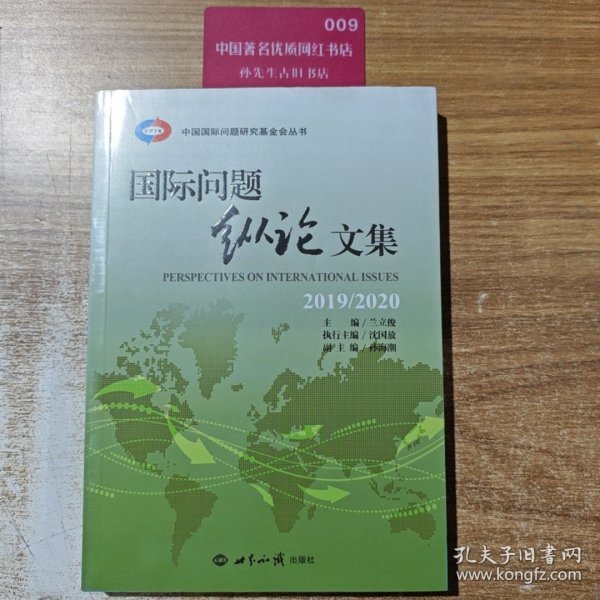 009
中国著名优质网红书店
孙先生古旧书店
CFIS
中国国际问题研究基金会丛书
国际问题
纵论文集
PERSPECTIVES ON INTERNATIONAL ISSUES
2019/2020
主 编/兰立俊
执行主编/沈国放
副 主 编/孙海潮
世界知识出版社
孔夫子旧书网
www.kongfz.com